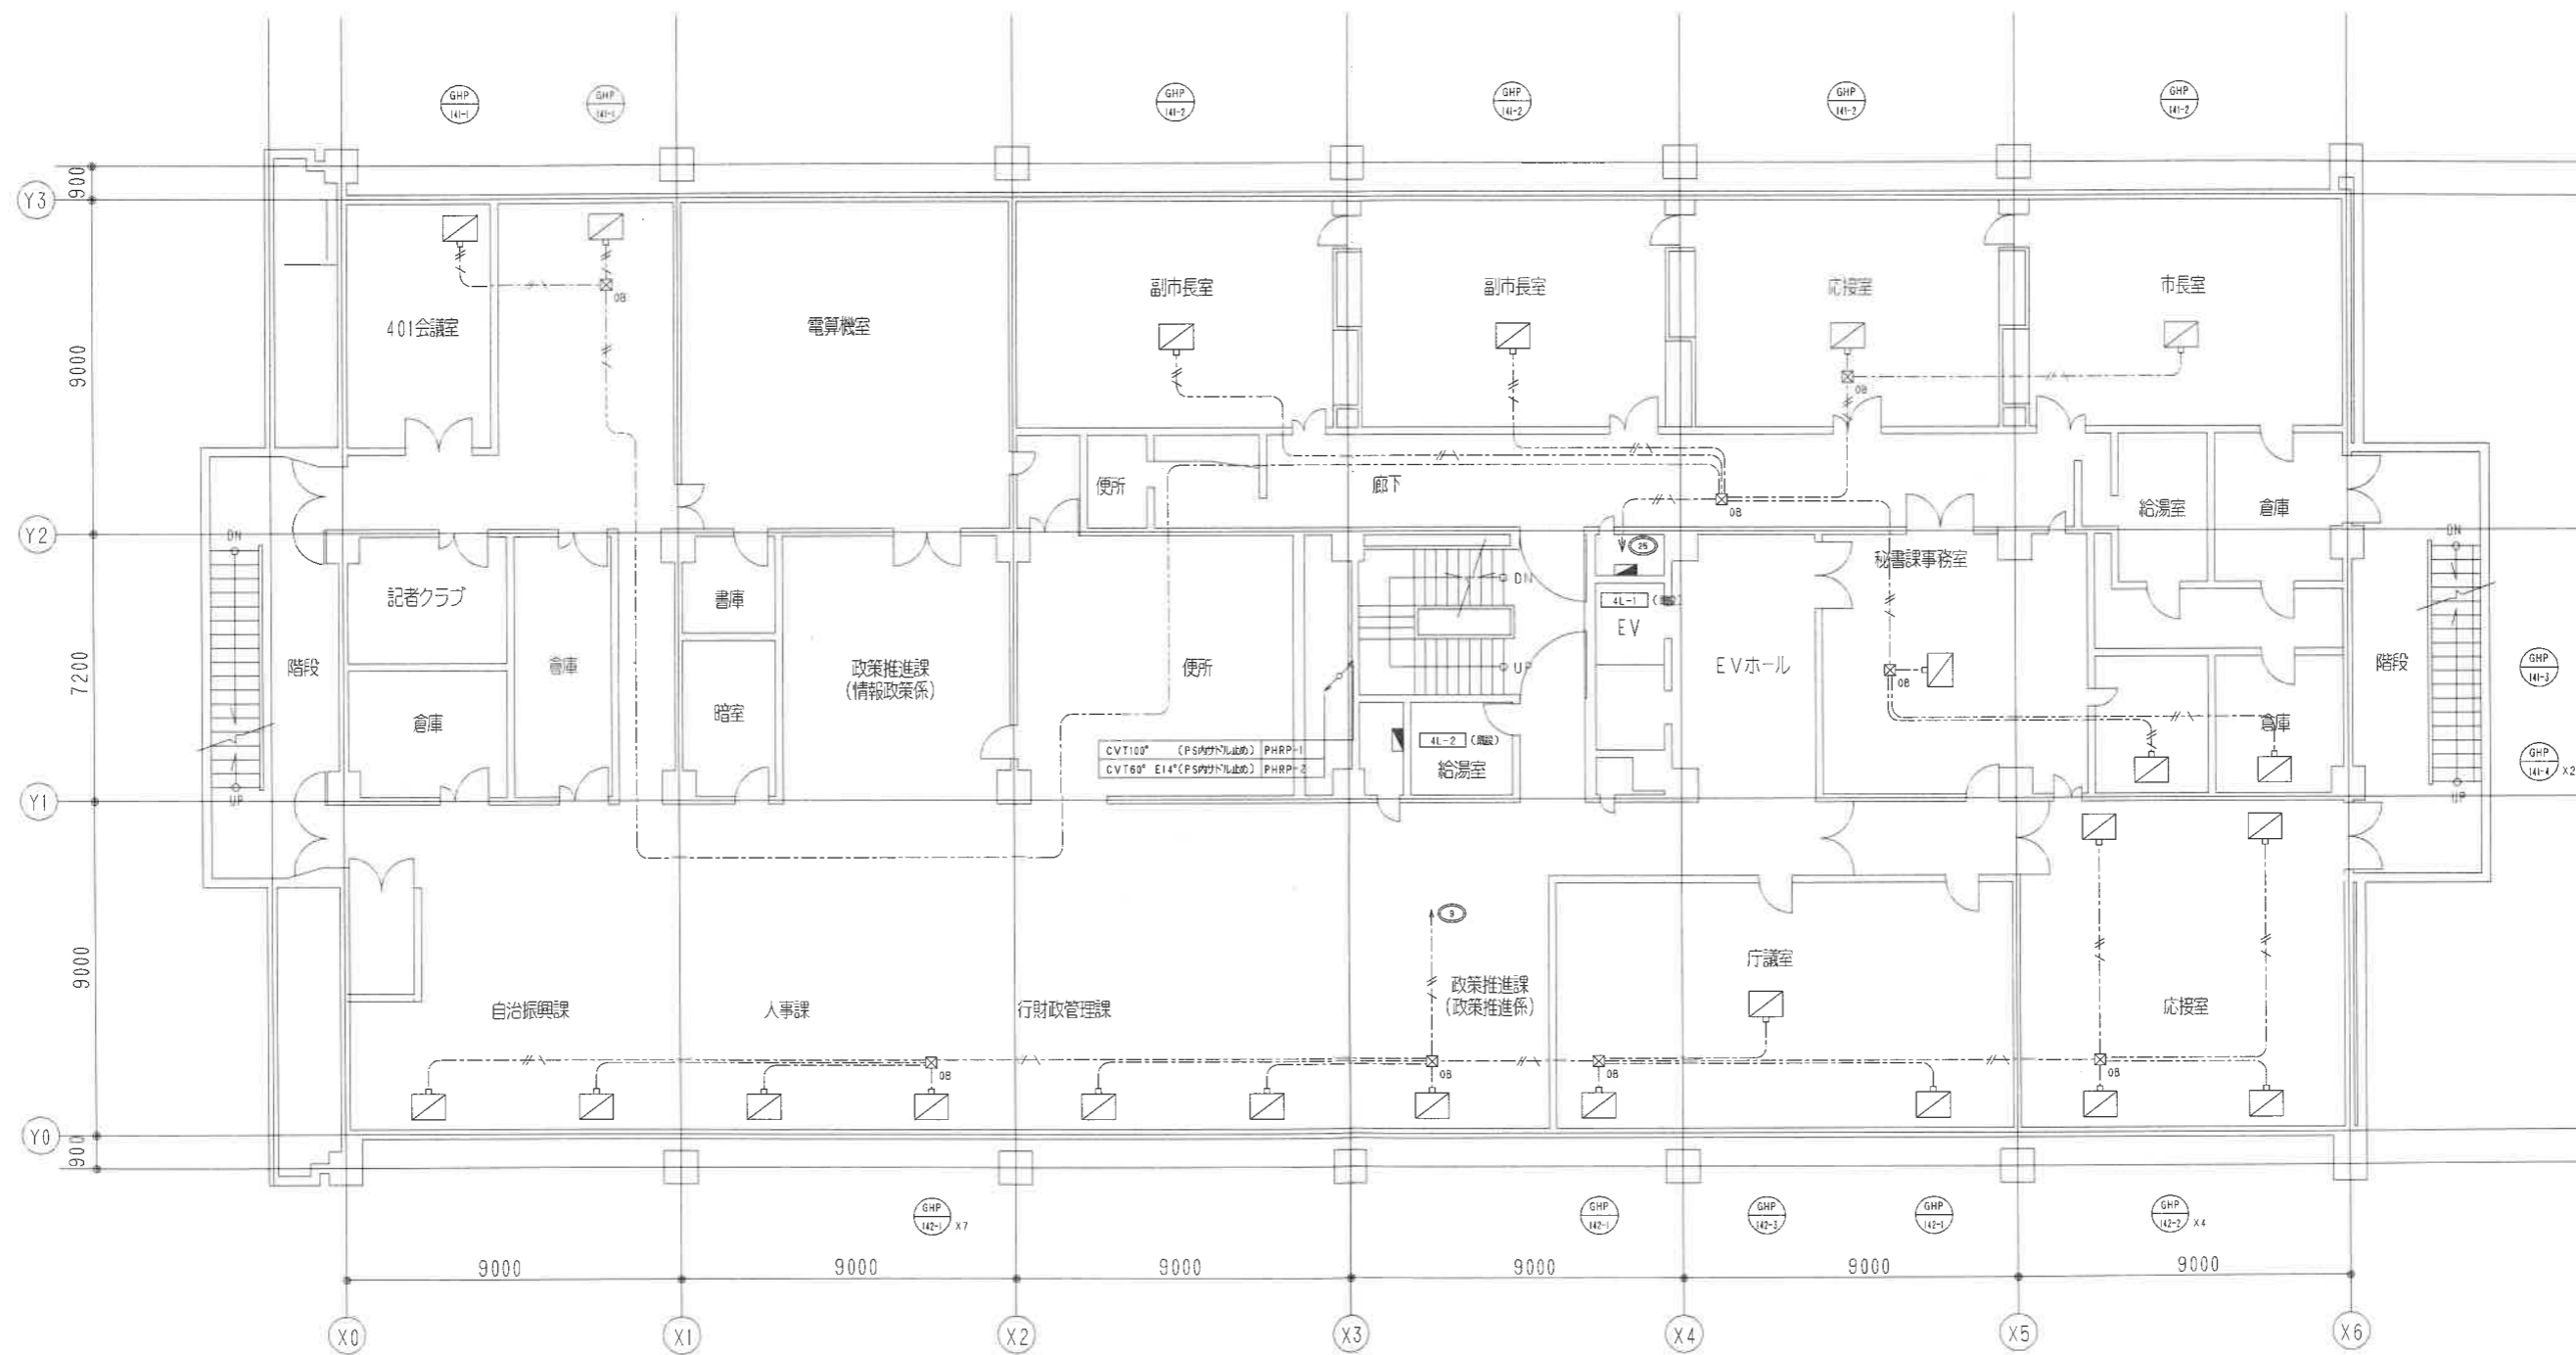 GHP
141-1
GHP
141-1
GHP
141-2
GHP
141-2
GHP
141-2
GHP
141-2
900
Y3
9000
401会議室
OB
電算機室
副市長室
副市長室
応接室
OB
市長室
便所
廊下
OB
給湯室
倉庫
Y2
DN
DN
記者クラブ
倉庫
書庫
25
DN
秘書課事務室
4L-1
EV
7200
階段
倉庫
暗室
政策推進課
(情報政策係)
便所
UP
EVホール
OB
階段
倉庫
GHP
141-3
CVT100° (PS内サドル止め) PHRP-1
CVT60° E14°(PS内サドル止め) PHRP-2
4L-2 (既設)
給湯室
GHP
141-4 X2
UP
UP
Y1
9000
9
自治振興課
人事課
行財政管理課
政策推進課
(政策推進係)
庁議室
応接室
OB
OB
OB
OB
Y0
900
GHP
142-1 X7
GHP
142-1
GHP
142-3
GHP
142-1
GHP
142-2 X4
9000
9000
9000
9000
9000
9000
X0
X1
X2
X3
X4
X5
X6